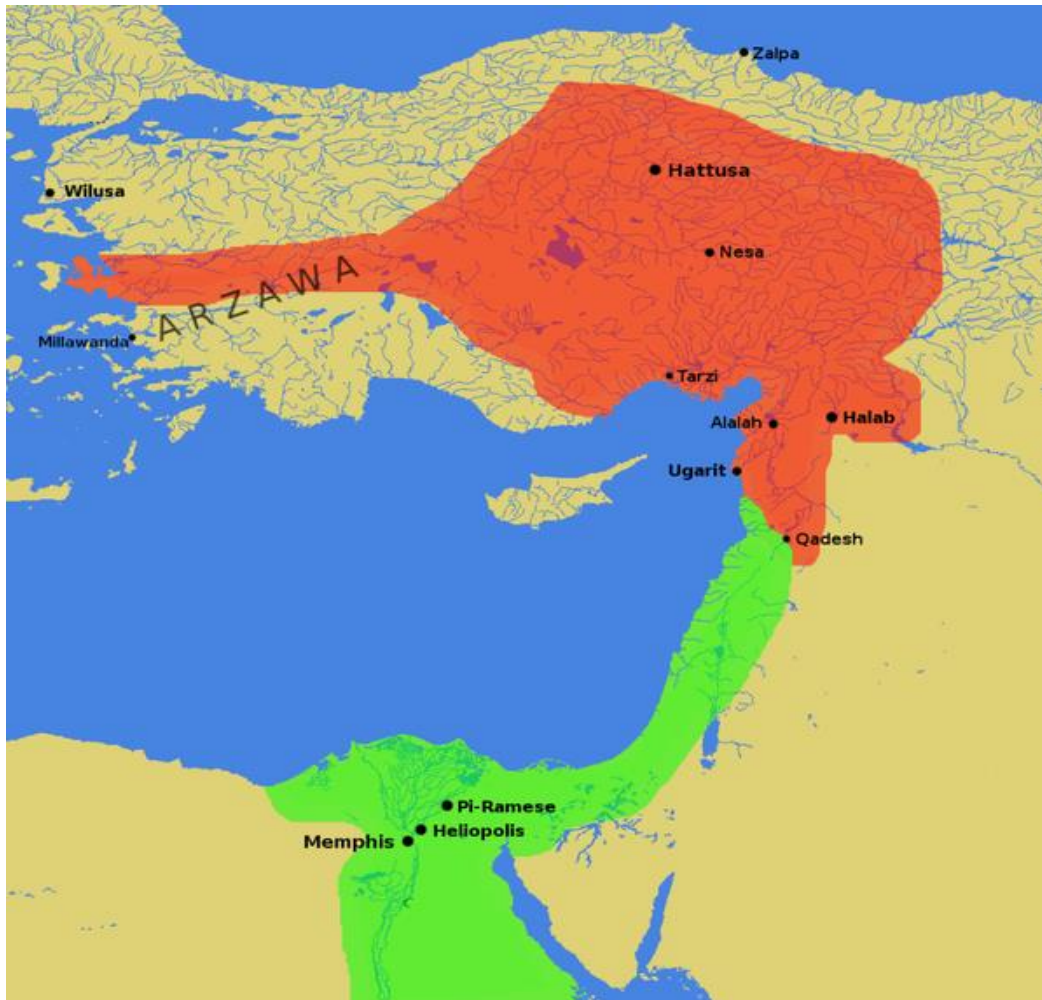 Zalpa
Hattusa
Wilusa
Nesa
ARZAWA
Millawanda
Tarzi
Halab
Alalah
Ugarit
Qadesh
Pi-Ramese
Heliopolis
Memphis